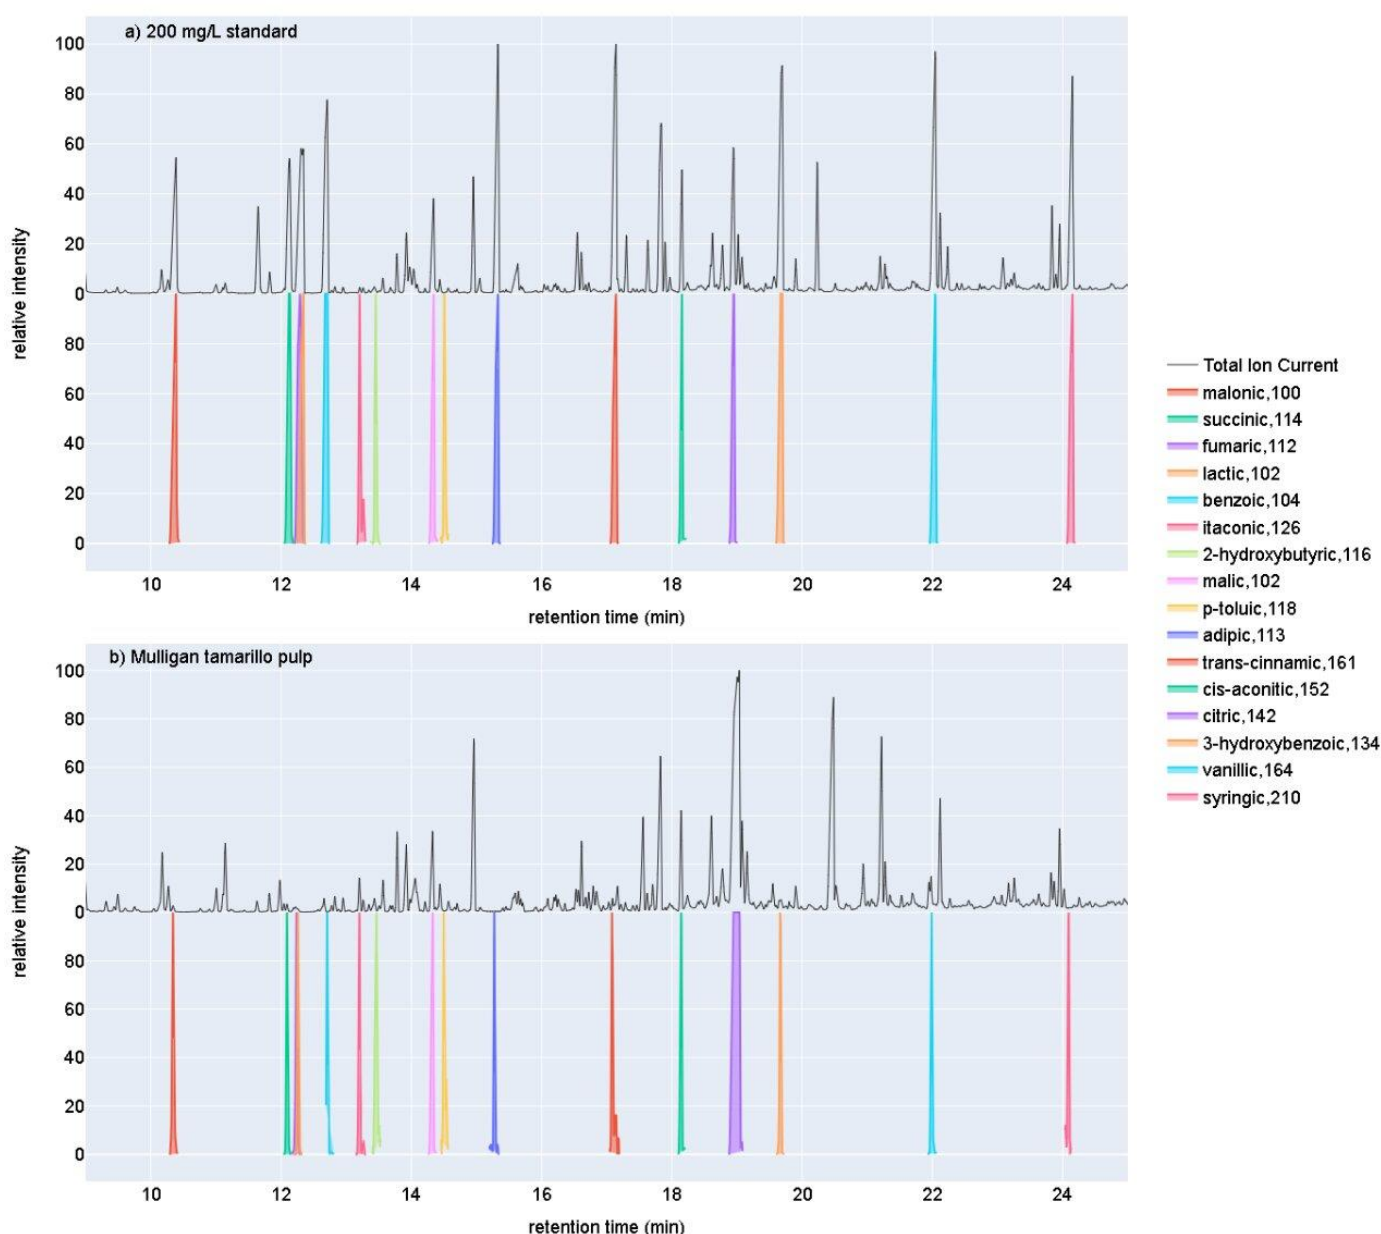 a) 200 mg/L standard
100
80
60
40
20
0
80
60
40
20
0
relative intensity
relative intensity
10 12 14 16 18 20 22 24
retention time (min)
b) Mulligan tamarillo pulp
100
80
60
40
20
0
80
60
40
20
0
relative intensity
relative intensity
10 12 14 16 18 20 22 24
retention time (min)
Total Ion Current
malonic,100
succinic,114
fumaric,112
lactic,102
benzoic,104
itaconic,126
2-hydroxybutyric,116
malic,102
p-toluic,118
adipic,113
trans-cinnamic,161
cis-aconitic,152
citric,142
3-hydroxybenzoic,134
vanillic,164
syringic,210